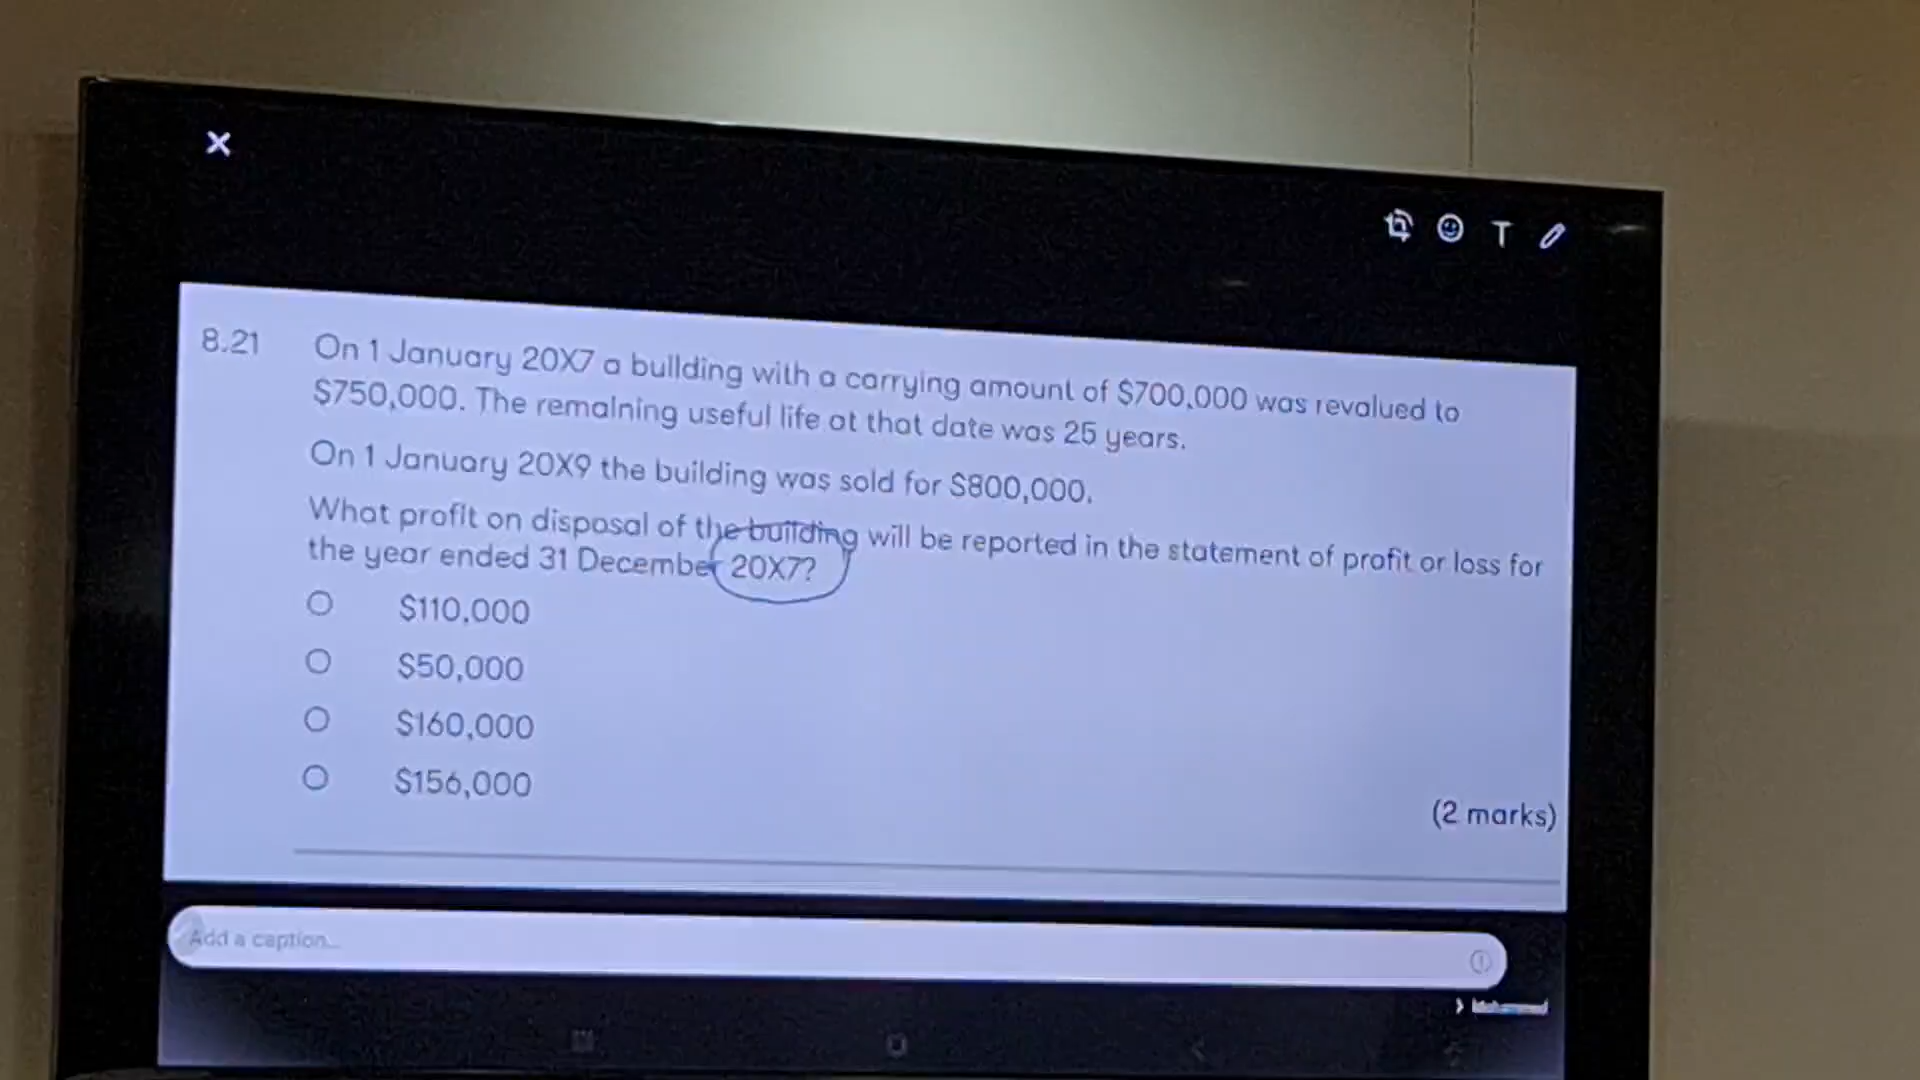 8.21 On 1 January 20X7 a building with a carrying amount of $700,000 was revalued to
$750,000. The remaining useful life at that date was 25 years.
On 1 January 20X9 the building was sold for $800,000.
What profit on disposal of the building will be reported in the statement of profit or loss for
the year ended 31 December 20X7?
$110,000
$50,000
$160,000
$156,000
(2 marks)
Add a caption...